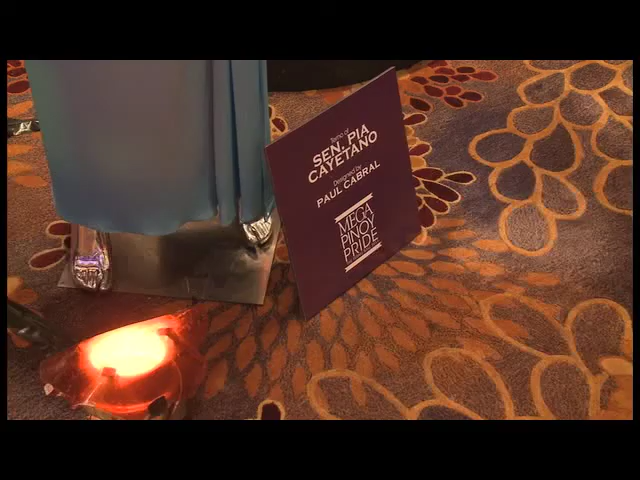 Terno of
SEN. PIA
CAYETANO
Designed by
PAUL CABRAL
MEGA
PINOY
PRIDE